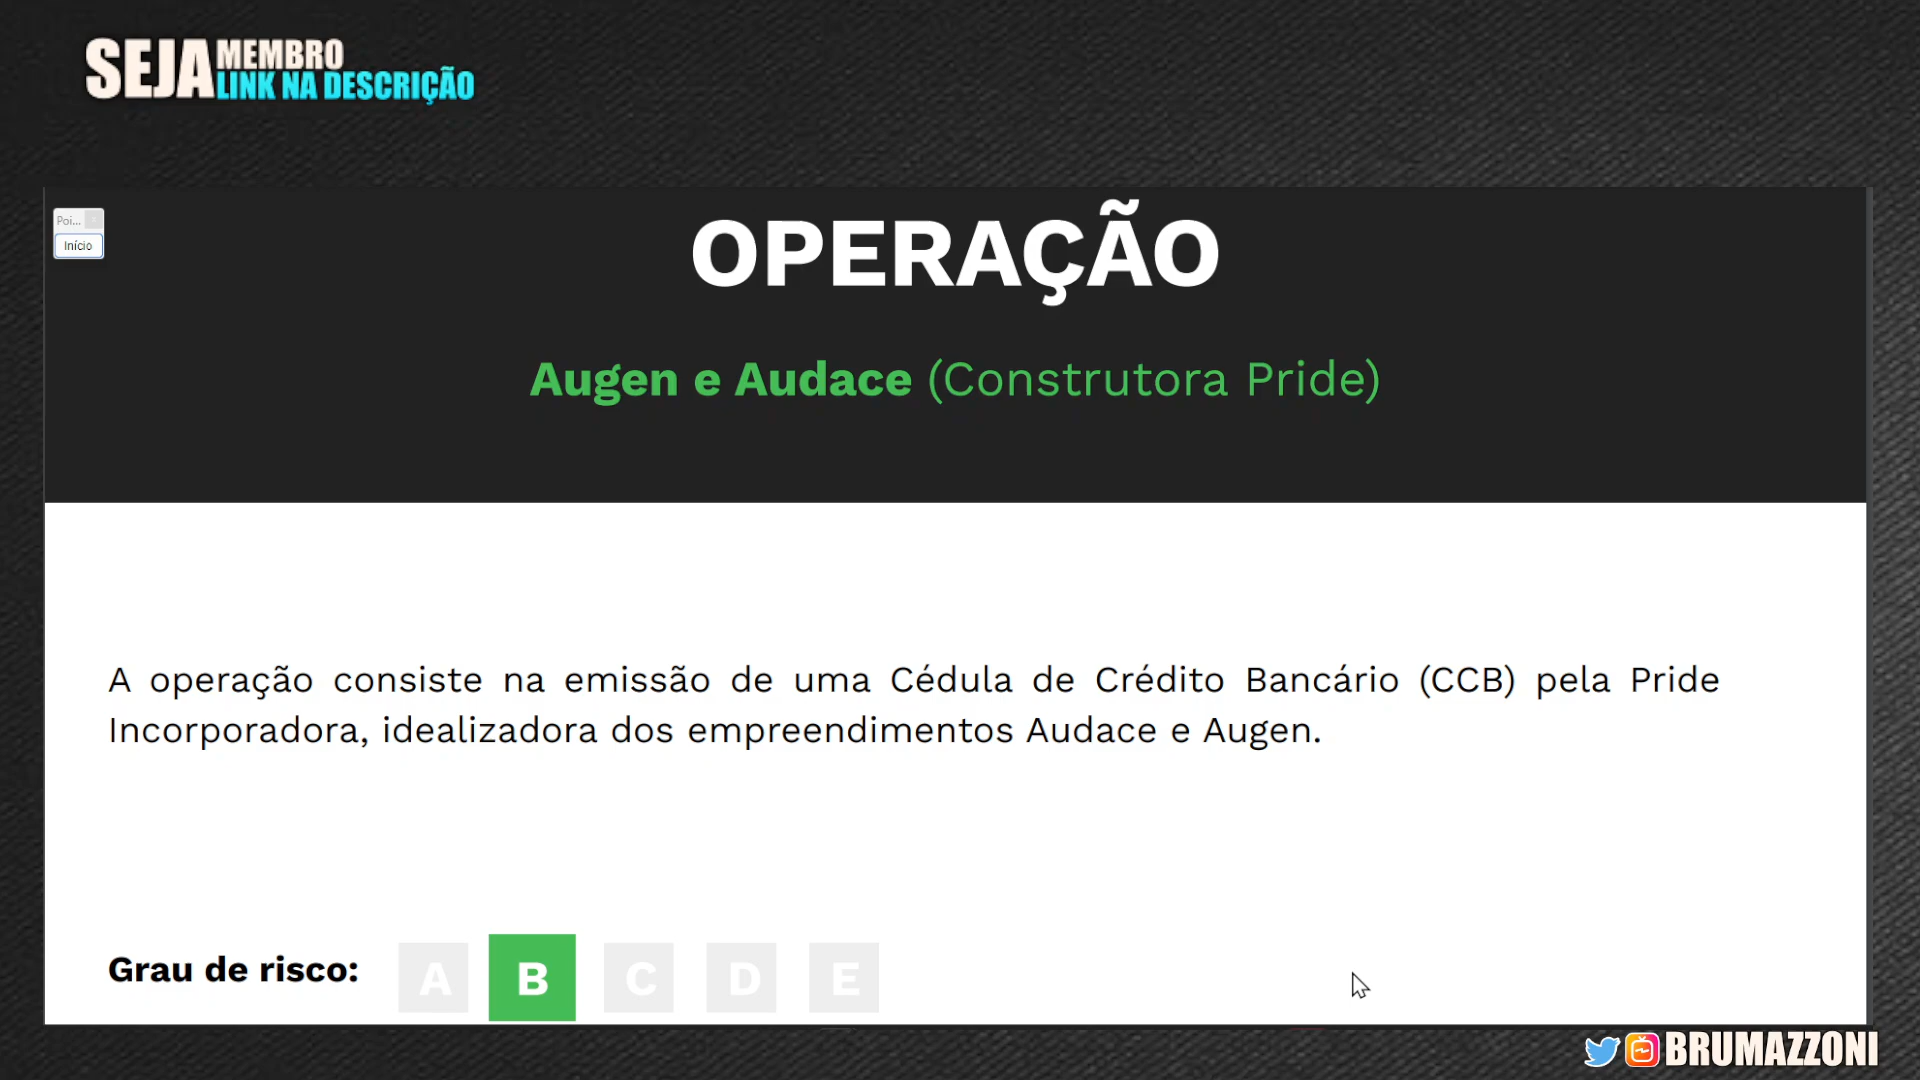 SEJA MEMBRO
LINK NA DESCRIÇÃO
Poi...
Início
OPERAÇÃO
Augen e Audace (Construtora Pride)
A operação consiste na emissão de uma Cédula de Crédito Bancário (CCB) pela Pride
Incorporadora, idealizadora dos empreendimentos Audace e Augen.
Grau de risco: A B C D E
BRUMAZZONI